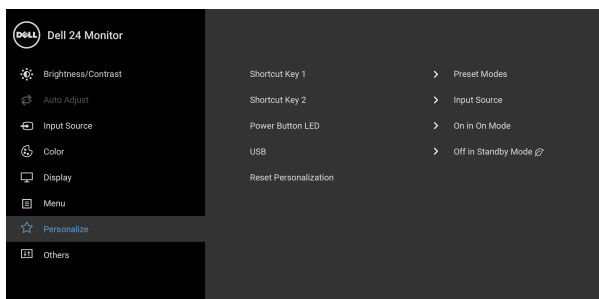 DELL Dell 24 Monitor
Brightness/Contrast
Auto Adjust
Input Source
Color
Display
Menu
Personalize
Others
Shortcut Key 1 > Preset Modes
Shortcut Key 2 > Input Source
Power Button LED > On in On Mode
USB > Off in Standby Mode
Reset Personalization